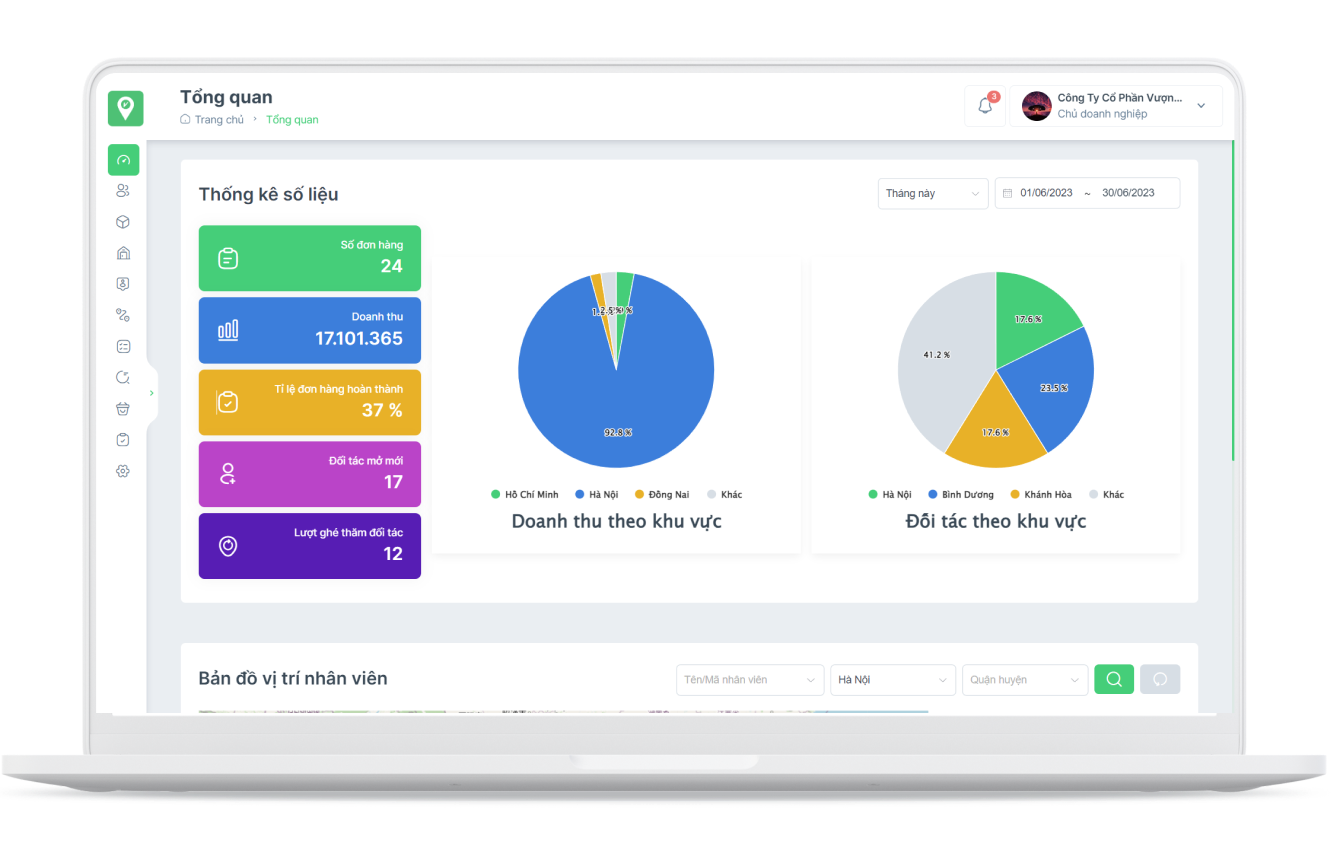 Tổng quan
Trang chủ > Tổng quan
3
Công Ty Cổ Phần Vượn...
Chủ doanh nghiệp
Thống kê số liệu
Tháng này
01/06/2023 ~ 30/06/2023
Số đơn hàng
24
Doanh thu
17.101.365
Tỉ lệ đơn hàng hoàn thành
37 %
Đối tác mở mới
17
Lượt ghé thăm đối tác
12
92.8 %
Hồ Chí Minh Hà Nội Đồng Nai Khác
Doanh thu theo khu vực
17.6 %
41.2 %
23.5 %
17.6 %
Hà Nội Bình Dương Khánh Hòa Khác
Đối tác theo khu vực
Bản đồ vị trí nhân viên
Tên/Mã nhân viên
Hà Nội
Quận huyện